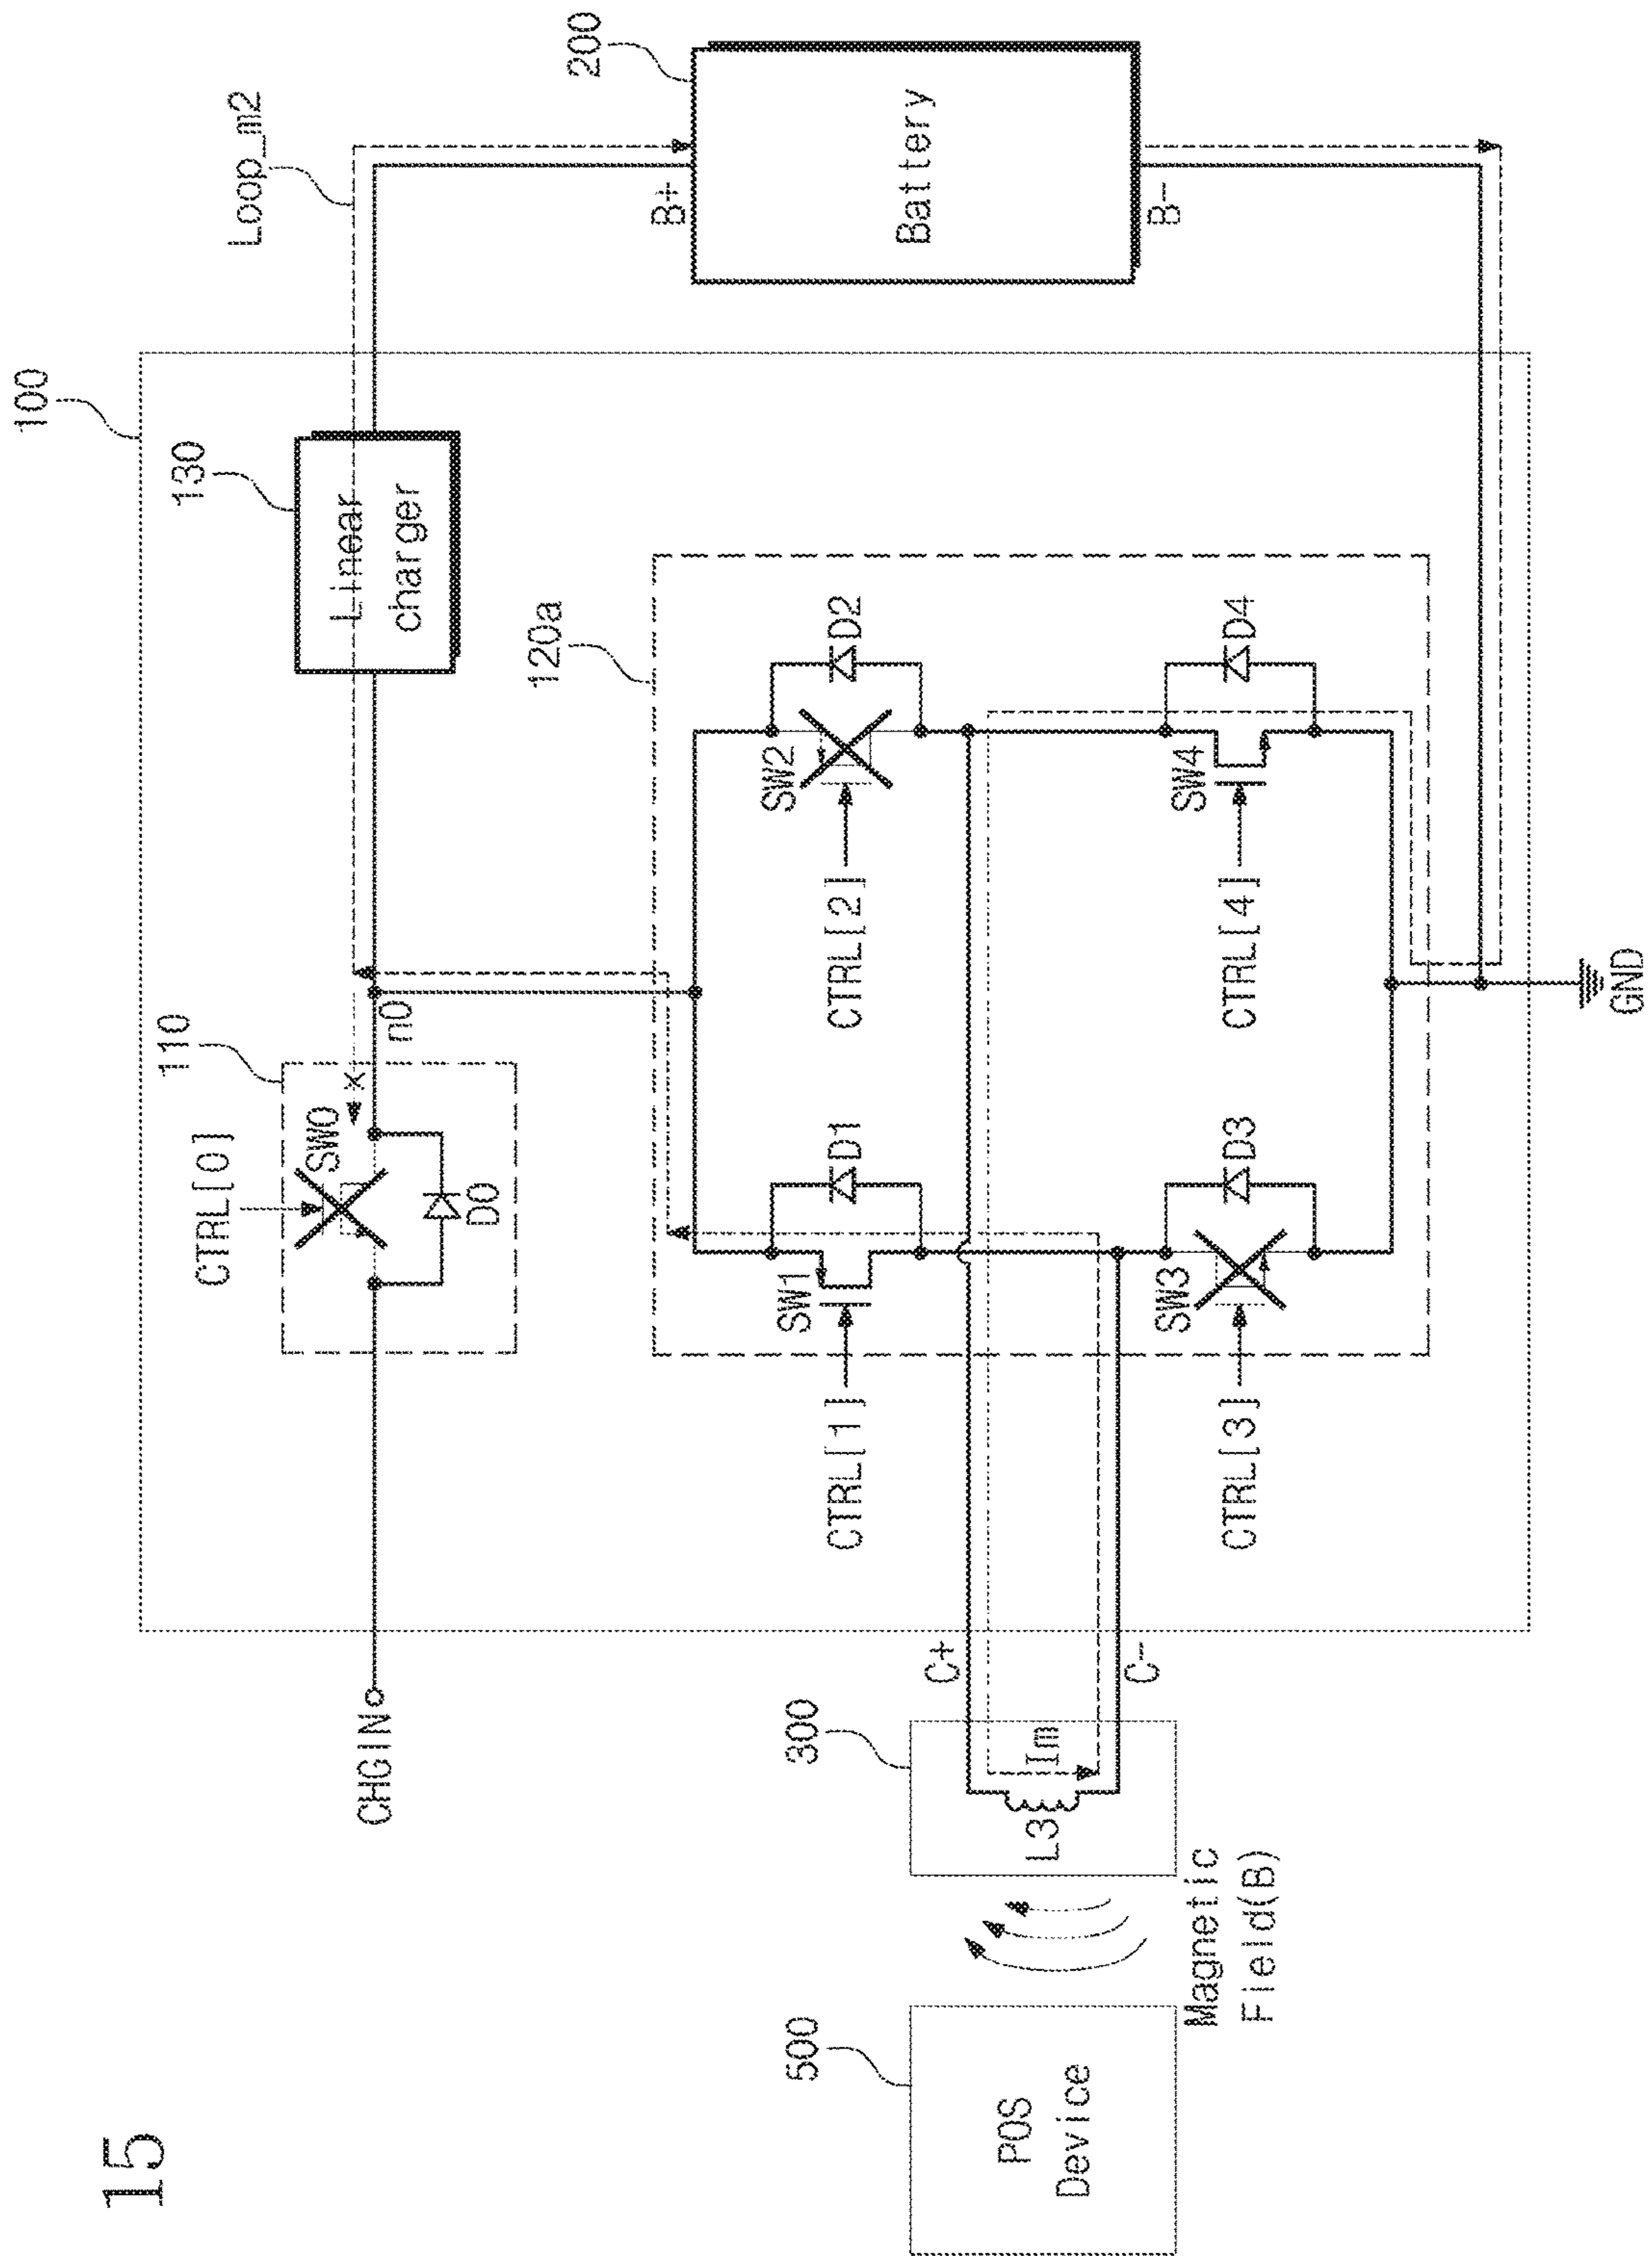 15
100
130
Linear
charger
Loop_m2
200
Battery
B+
B-
110
CTRL[0]
SW0
D0
n0
CHGIN
120a
SW1
D1
CTRL[1]
SW2
D2
CTRL[2]
SW3
D3
CTRL[3]
SW4
D4
CTRL[4]
GND
C+
C-
300
L3
Im
Magnetic
Field(B)
500
POS
Device